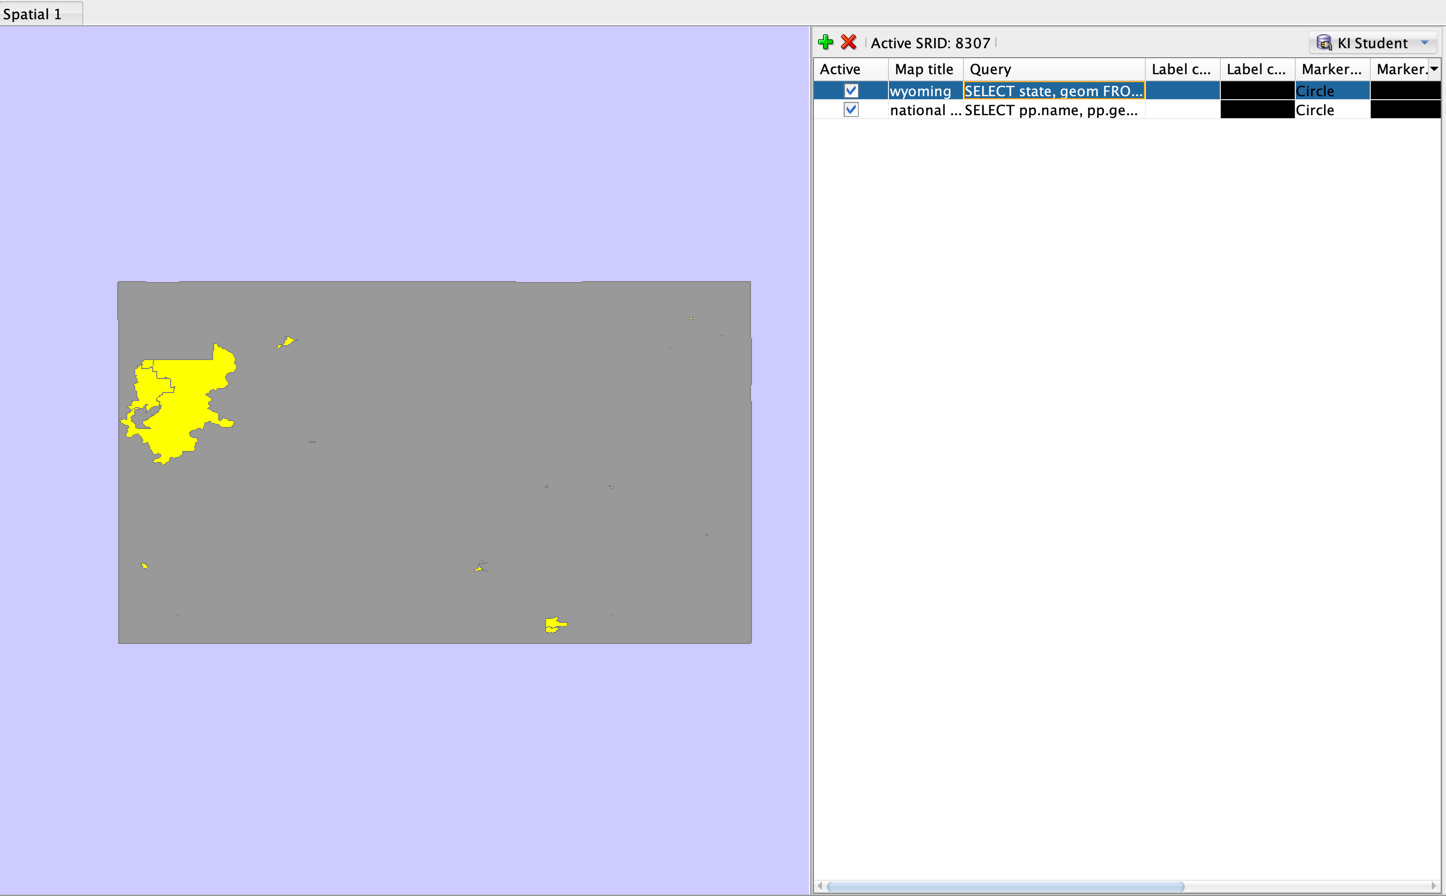 Spatial 1
Active SRID: 8307
KI Student
Active Map title Query Label c... Label c... Marker... Marker.
wyoming SELECT state, geom FRO... Circle
national ... SELECT pp.name, pp.ge... Circle